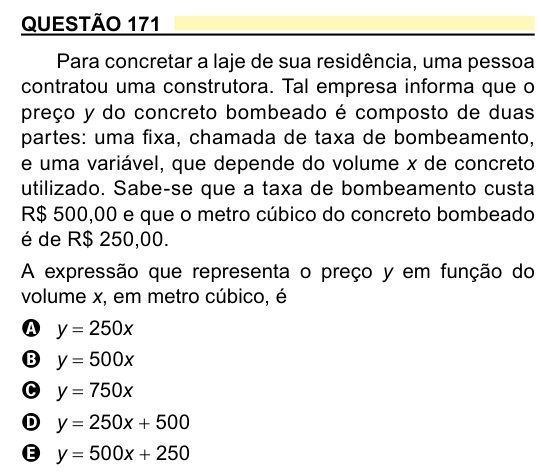 QUESTÃO 171
Para concretar a laje de sua residência, uma pessoa
contratou uma construtora. Tal empresa informa que o
preço y do concreto bombeado é composto de duas
partes: uma fixa, chamada de taxa de bombeamento,
e uma variável, que depende do volume x de concreto
utilizado. Sabe-se que a taxa de bombeamento custa
R$ 500,00 e que o metro cúbico do concreto bombeado
é de R$ 250,00.
A expressão que representa o preço y em função do
volume x, em metro cúbico, é
A y = 250x
B y = 500x
C y = 750x
D y = 250x + 500
E y = 500x + 250